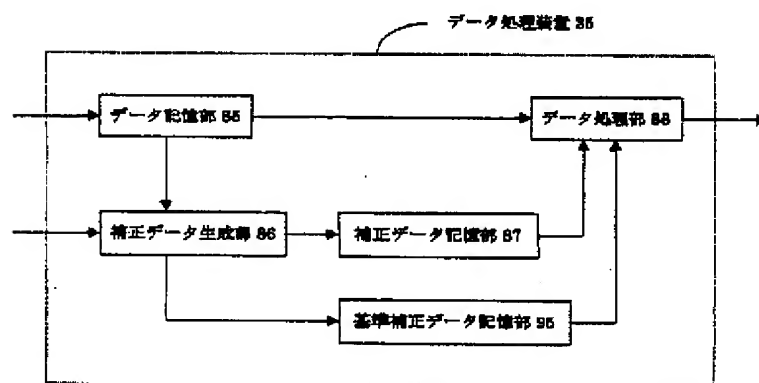 データ処理装置 35
データ記憶部 85
データ処理部 88
補正データ生成部 86
補正データ記憶部 87
基準補正データ記憶部 95